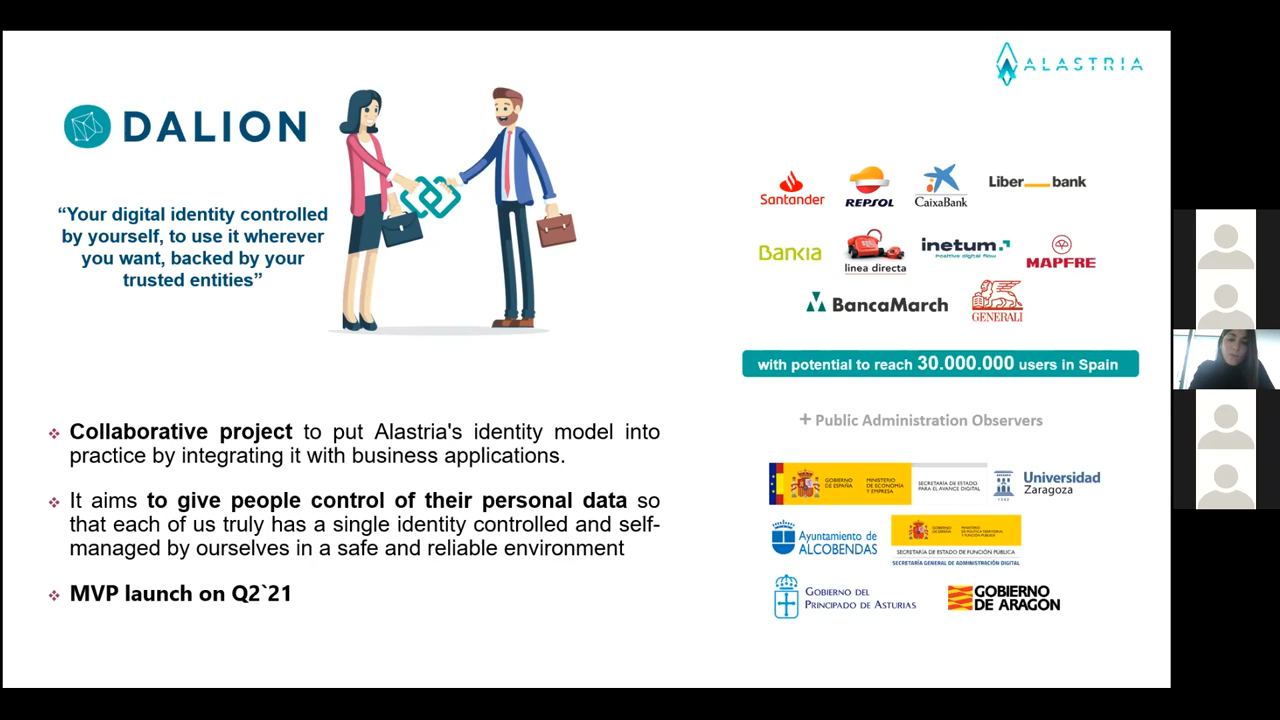 ALASTRIA
DALION
“Your digital identity controlled
by yourself, to use it wherever
you want, backed by your
trusted entities”
Santander
REPSOL
CaixaBank
Liber bank
Bankia
linea directa
inetum.
Positive digital flow
MAPFRE
BancaMarch
GENERALI
with potential to reach 30.000.000 users in Spain
+ Public Administration Observers
Collaborative project to put Alastria's identity model into
practice by integrating it with business applications.
It aims to give people control of their personal data so
that each of us truly has a single identity controlled and self-
managed by ourselves in a safe and reliable environment
MVP launch on Q2`21
GOBIERNO
DE ESPAÑA
MINISTERIO
DE ECONOMÍA
Y EMPRESA
SECRETARÍA DE ESTADO
PARA EL AVANCE DIGITAL
Universidad
Zaragoza
1542
Ayuntamiento de
ALCOBENDAS
GOBIERNO
DE ESPAÑA
MINISTERIO
DE POLÍTICA TERRITORIAL
Y FUNCIÓN PÚBLICA
SECRETARÍA DE ESTADO DE FUNCIÓN PÚBLICA
SECRETARÍA GENERAL DE ADMINISTRACIÓN DIGITAL
GOBIERNO DEL
PRINCIPADO DE ASTURIAS
GOBIERNO
DE ARAGON